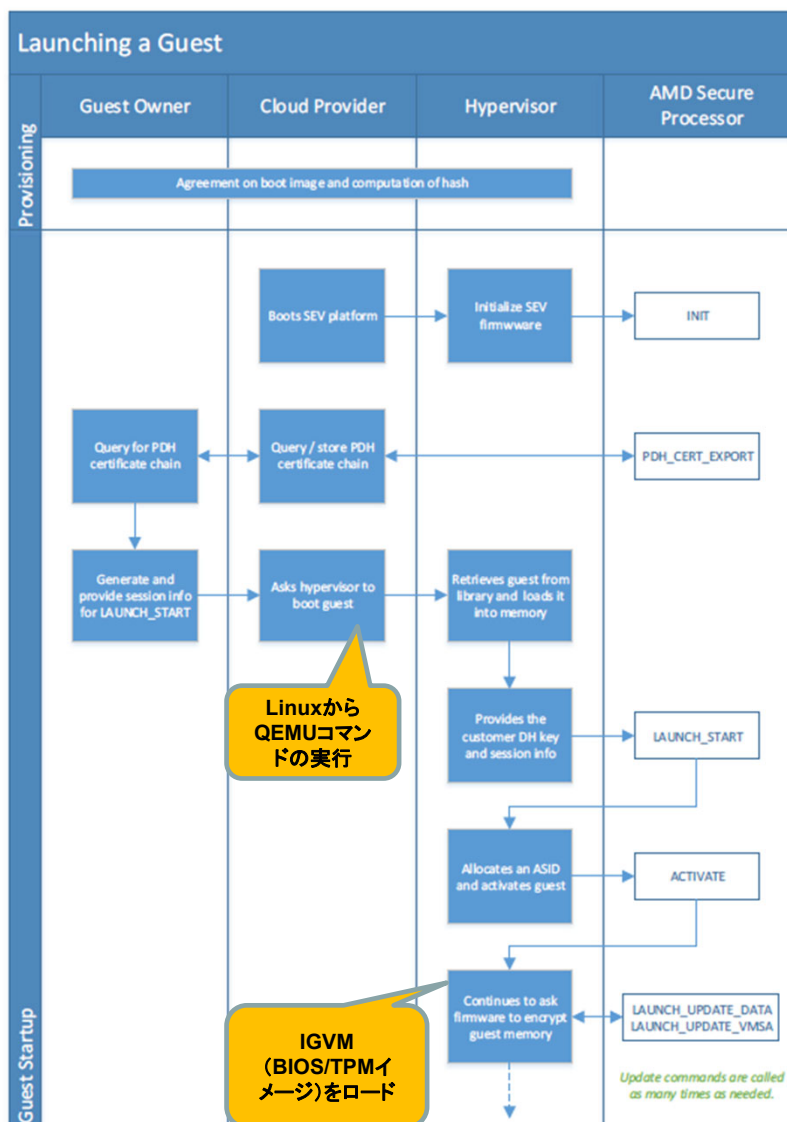 Launching a Guest
Guest Owner
Cloud Provider
Hypervisor
AMD Secure
Processor
Provisioning
Agreement on boot image and computation of hash
Boots SEV platform
Initialize SEV
firmwware
INIT
Query for PDH
certificate chain
Query / store PDH
certificate chain
PDH_CERT_EXPORT
Generate and
provide session info
for LAUNCH_START
Asks hypervisor to
boot guest
Retrieves guest from
library and loads it
into memory
Linuxから
QEMUコマン
ドの実行
Provides the
customer DH key
and session info
LAUNCH_START
Allocates an ASID
and activates guest
ACTIVATE
Guest Startup
IGVM
(BIOS/TPMイ
メージ)をロード
Continues to ask
firmware to encrypt
guest memory
LAUNCH_UPDATE_DATA
LAUNCH_UPDATE_VMSA
Update commands are called
as many times as needed.